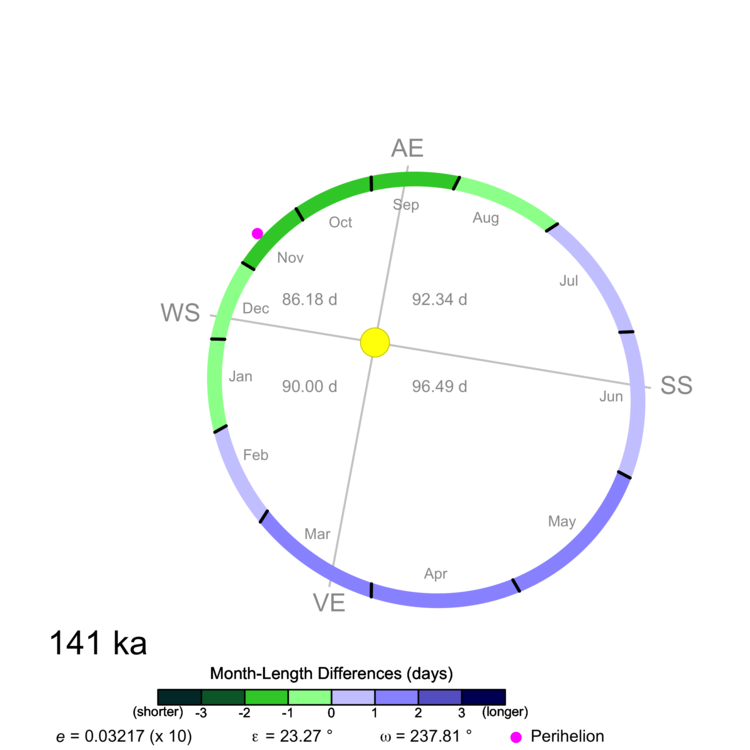 AE
Sep
Oct
Aug
Nov
Jul
86.18 d
92.34 d
WS
Dec
Jan
90.00 d
96.49 d
SS
Jun
Feb
May
Mar
Apr
VE
141 ka
Month-Length Differences (days)
(shorter) -3 -2 -1 0 1 2 3 (longer)
e = 0.03217 (x 10) ε = 23.27 ° ω = 237.81 ° Perihelion